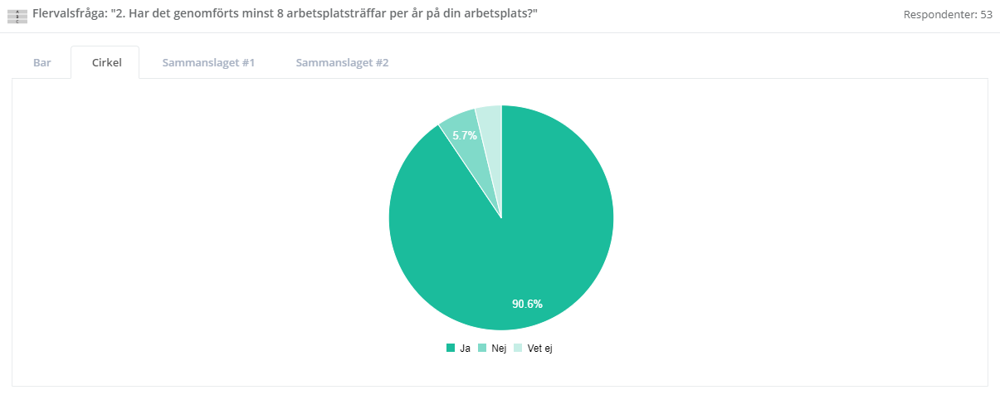 Flervalsfråga: "2. Har det genomförts minst 8 arbetsplatsträffar per år på din arbetsplats?"
Respondenter: 53
Bar
Cirkel
Sammanslaget #1
Sammanslaget #2
5.7%
90.6%
Ja
Nej
Vet ej